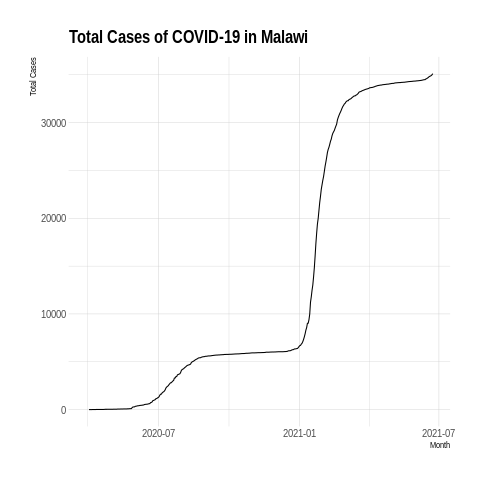 Total Cases of COVID-19 in Malawi
Total Cases
30000
20000
10000
0
2020-07
2021-01
2021-07
Month